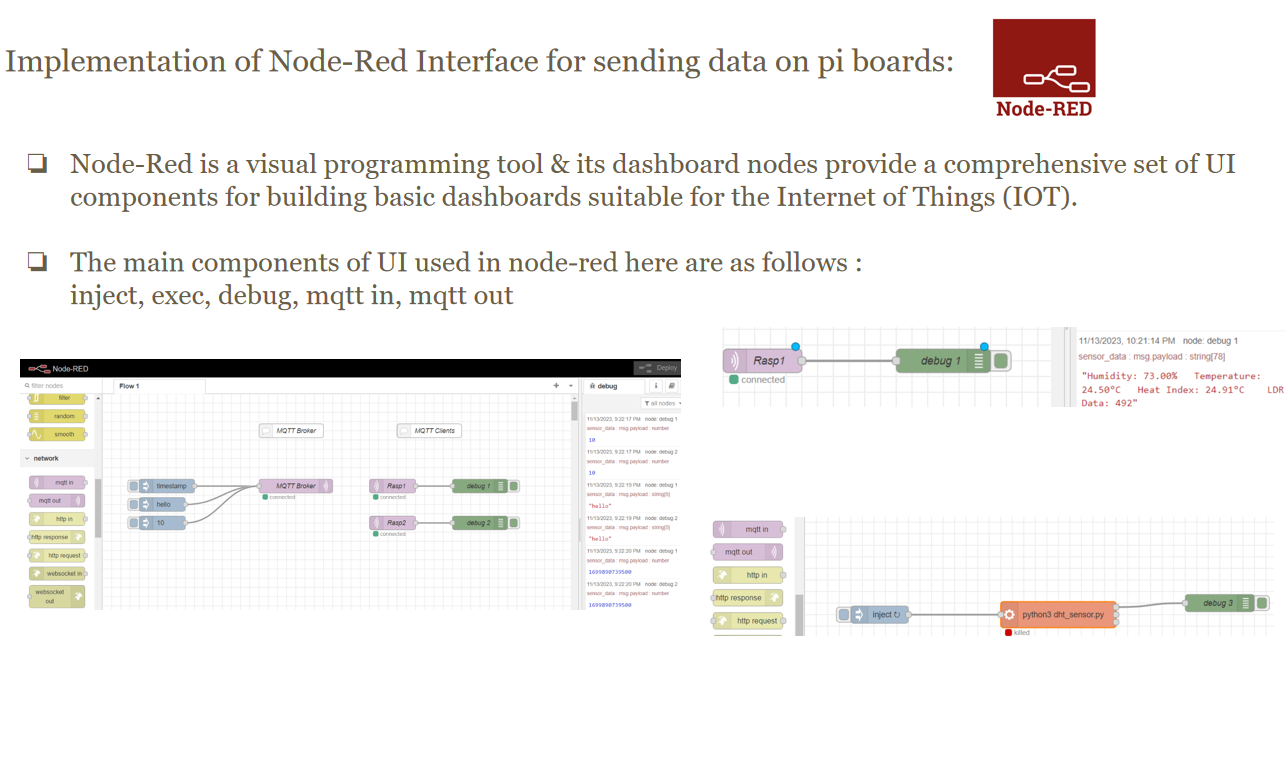 Implementation of Node-Red Interface for sending data on pi boards:
Node-RED
❑ Node-Red is a visual programming tool & its dashboard nodes provide a comprehensive set of UI
components for building basic dashboards suitable for the Internet of Things (IOT).
❑ The main components of UI used in node-red here are as follows :
inject, exec, debug, mqtt in, mqtt out
Node-RED
Deploy
filter nodes
Flow 1
debug
all nodes
filter
random
smooth
network
mqtt in
mqtt out
http in
http response
http request
websocket in
websocket
out
MQTT Broker
MQTT Clients
timestamp
hello
10
MQTT Broker
connected
Rasp1
connected
debug 1
Rasp2
connected
debug 2
11/13/2023, 9:22:17 PM node: debug 1
sensor_data : msg.payload : number
10
11/13/2023, 9:22:17 PM node: debug 2
sensor_data : msg.payload : number
10
11/13/2023, 9:22:19 PM node: debug 1
sensor_data : msg.payload : string[5]
"hello"
11/13/2023, 9:22:19 PM node: debug 2
sensor_data : msg.payload : string[5]
"hello"
11/13/2023, 9:22:20 PM node: debug 1
sensor_data : msg.payload : number
1699890739500
11/13/2023, 9:22:20 PM node: debug 2
sensor_data : msg.payload : number
1699890739500
Rasp1
connected
debug 1
11/13/2023, 10:21:14 PM node: debug 1
sensor_data : msg.payload : string[78]
"Humidity: 73.00% Temperature:
24.50°C Heat Index: 24.91°C LDR
Data: 492"
mqtt in
mqtt out
http in
http response
http request
inject ↻
python3 dht_sensor.py
killed
debug 3